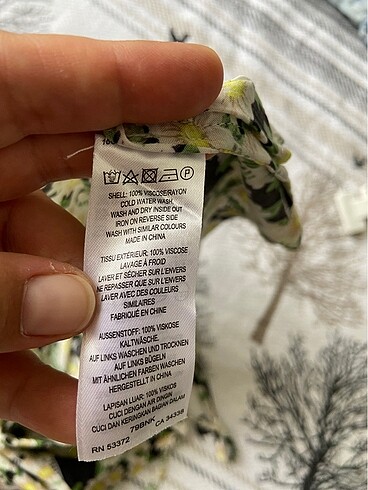 SHELL: 100% VISCOSE/RAYON
COLD WATER WASH
WASH AND DRY INSIDE OUT
IRON ON REVERSE SIDE
WASH WITH SIMILAR COLOURS
MADE IN CHINA
TISSU EXTÉRIEUR: 100% VISCOSE
LAVAGE À FROID
LAVER ET SÉCHER SUR L'ENVERS
NE REPASSER QUE SUR L'ENVERS
LAVER AVEC DES COULEURS
SIMILAIRES
FABRIQUÉ EN CHINE
AUSSENSTOFF: 100% VISKOSE
KALTWÄSCHE.
AUF LINKS WASCHEN UND TROCKNEN
AUF LINKS BÜGELN
MIT ÄHNLICHEN FARBEN WASCHEN
HERGESTELLT IN CHINA
LAPISAN LUAR: 100% VISKOS
CUCI DENGAN AIR DINGIN
CUCI DAN KERINGKAN BAGIAN DALAM
RN 53372 79BNK CA 34338